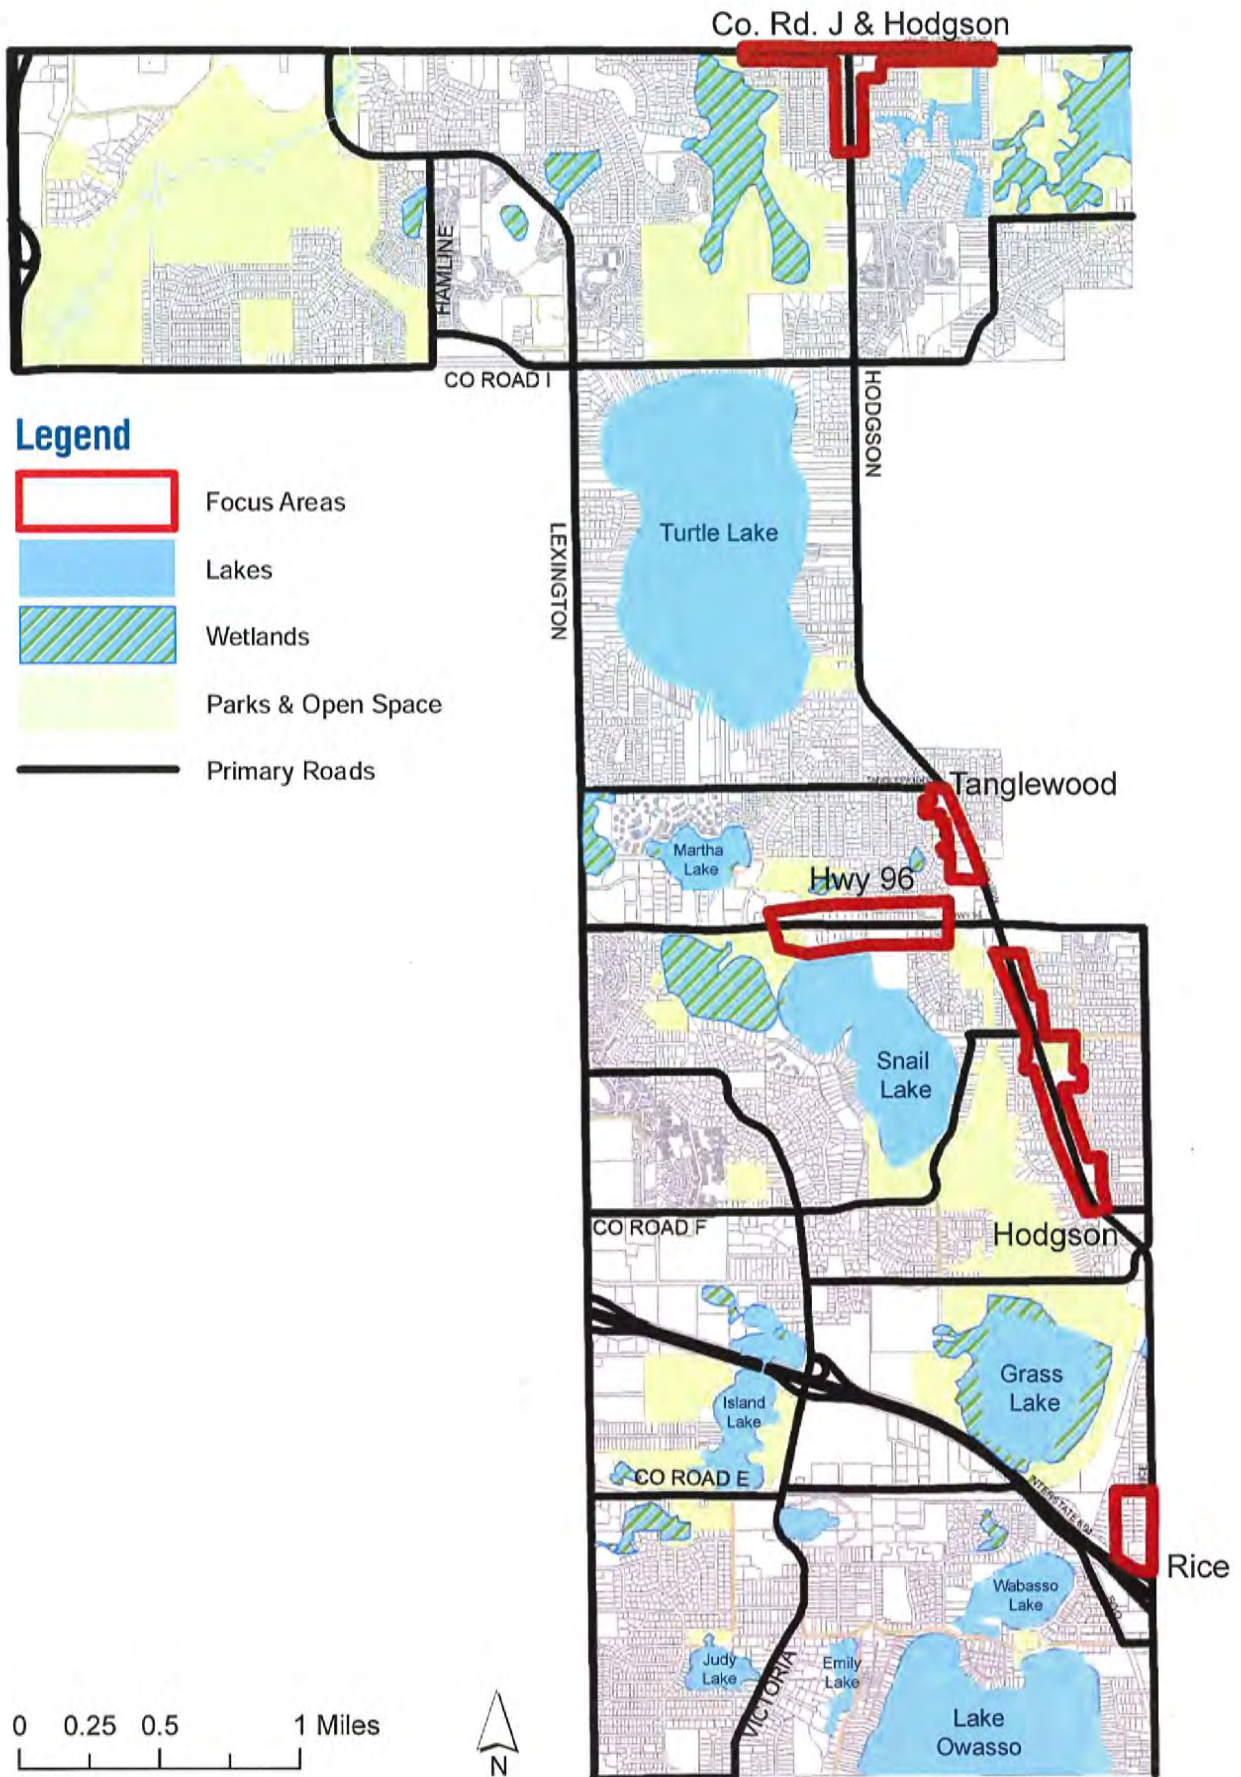 Co. Rd. J & Hodgson
HAMLINE
CO ROAD I
HODGSON
Legend
Focus Areas
Lakes
Wetlands
Parks & Open Space
Primary Roads
LEXINGTON
Turtle Lake
Tanglewood
Martha
Lake
Hwy 96
Snail
Lake
CO ROAD F
Hodgson
Grass
Lake
Island
Lake
CO ROAD E
INTERSTATE 694
Rice
Wabasso
Lake
Judy
Lake
Emily
Lake
VICTORIA
Lake
Owasso
0 0.25 0.5 1 Miles
N